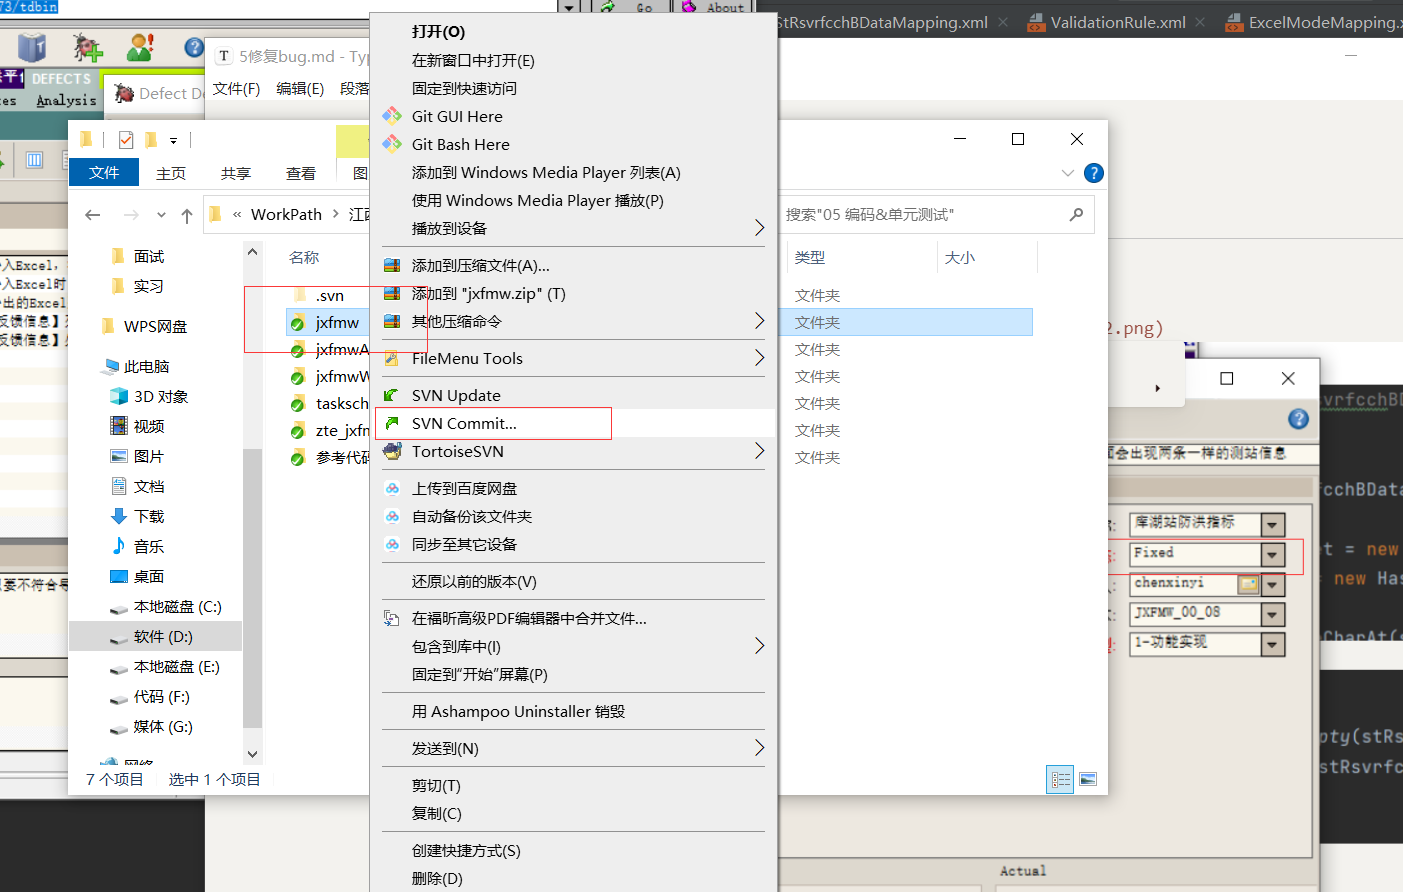 73/tdbin
Go
About
StRsvrfcchBDataMapping.xml
ValidationRule.xml
ExcelModeMapping.x
5修复bug.md - Typ
平台
DEFECTS
Analysis
Defect De
文件(F) 编辑(E) 段落
文件
主页
共享
查看
图
WorkPath
江西
搜索"05 编码&单元测试"
面试
实习
WPS网盘
此电脑
3D 对象
视频
图片
文档
下载
音乐
桌面
本地磁盘 (C:)
软件 (D:)
本地磁盘 (E:)
代码 (F:)
媒体 (G:)
网络
7 个项目 选中 1 个项目
名称
类型
大小
.svn
文件夹
jxfmw
文件夹
jxfmwA
文件夹
jxfmwW
文件夹
tasksch
文件夹
zte_jxfm
文件夹
参考代码
文件夹
打开(O)
在新窗口中打开(E)
固定到快速访问
Git GUI Here
Git Bash Here
添加到 Windows Media Player 列表(A)
使用 Windows Media Player 播放(P)
播放到设备
添加到压缩文件(A)...
添加到 "jxfmw.zip" (T)
其他压缩命令
FileMenu Tools
SVN Update
SVN Commit...
TortoiseSVN
上传到百度网盘
自动备份该文件夹
同步至其它设备
还原以前的版本(V)
在福昕高级PDF编辑器中合并文件...
包含到库中(I)
固定到"开始"屏幕(P)
用 Ashampoo Uninstaller 销毁
发送到(N)
剪切(T)
复制(C)
创建快捷方式(S)
删除(D)
入Excel,
入Excel时
出的Excel
反馈信息】
反馈信息】
要不符合导
2.png)
svrfcchBD
面会出现两条一样的测站信息
fcchBData
库湖站防洪指标
Fixed
t = new
chenxinyi
= new Has
JXFMW_00_08
CharAt(s
1-功能实现
pty(stRs
stRsvrfc
Actual